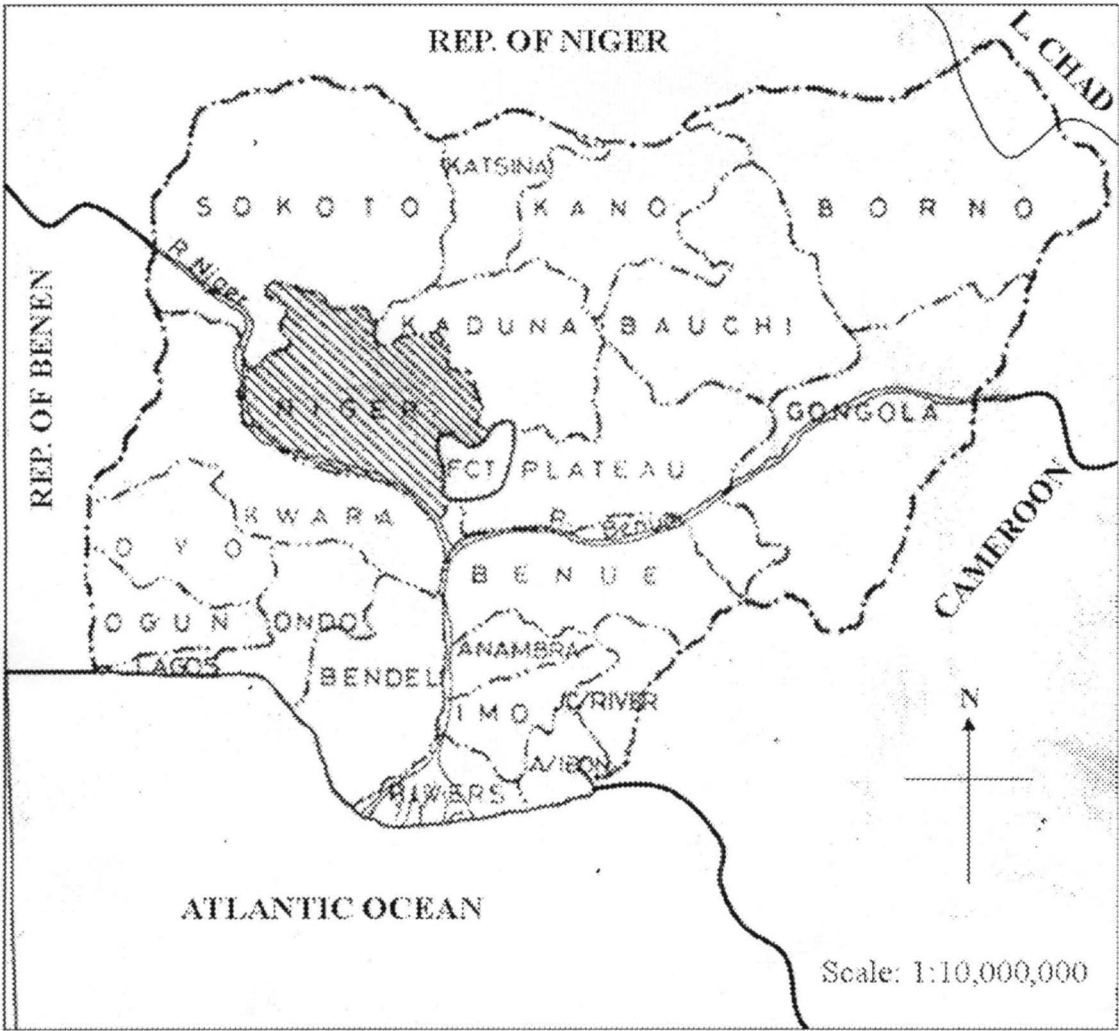 REP. OF NIGER
L. CHAD
KATSINA
SOKOTO
KANO
BORNO
R. Niger
REP. OF BENEN
KADUNA
BAUCHI
NIGER
GONGOLA
FCT
PLATEAU
KWARA
R. Benue
OYO
BENUE
CAMEROON
OGUN
ONDO
ANAMBRA
LAGOS
BENDEL
IMO
C/RIVER
N
A/IBON
RIVERS
ATLANTIC OCEAN
Scale: 1:10,000,000